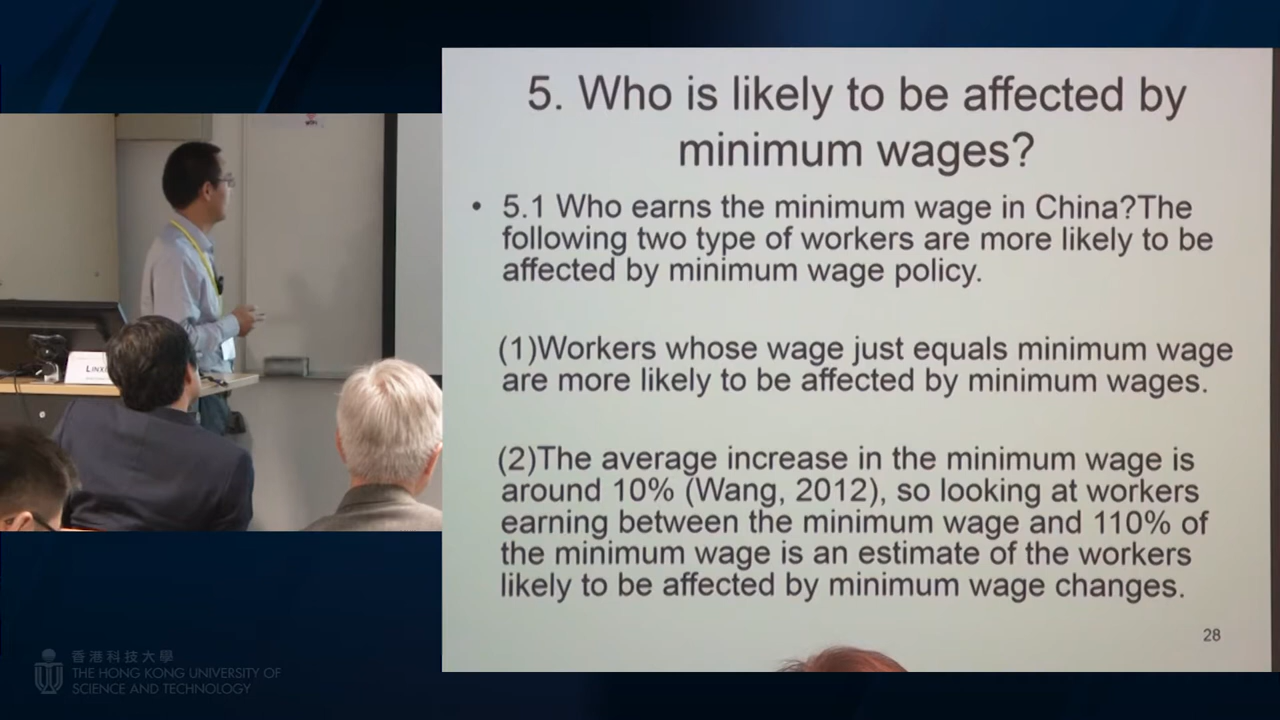 5. Who is likely to be affected by
minimum wages?
• 5.1 Who earns the minimum wage in China?The
following two type of workers are more likely to be
affected by minimum wage policy.
(1)Workers whose wage just equals minimum wage
are more likely to be affected by minimum wages.
(2)The average increase in the minimum wage is
around 10% (Wang, 2012), so looking at workers
earning between the minimum wage and 110% of
the minimum wage is an estimate of the workers
likely to be affected by minimum wage changes.
28
香港科技大學
THE HONG KONG UNIVERSITY OF
SCIENCE AND TECHNOLOGY